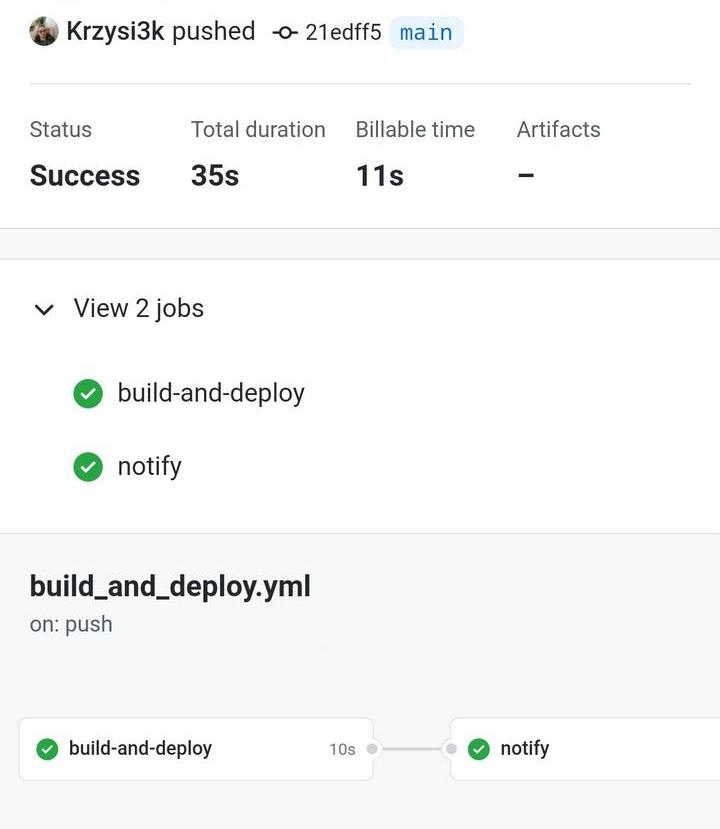 Krzysi3k pushed 21edff5 main
Status Total duration Billable time Artifacts
Success 35s 11s –
View 2 jobs
build-and-deploy
notify
build_and_deploy.yml
on: push
build-and-deploy 10s notify